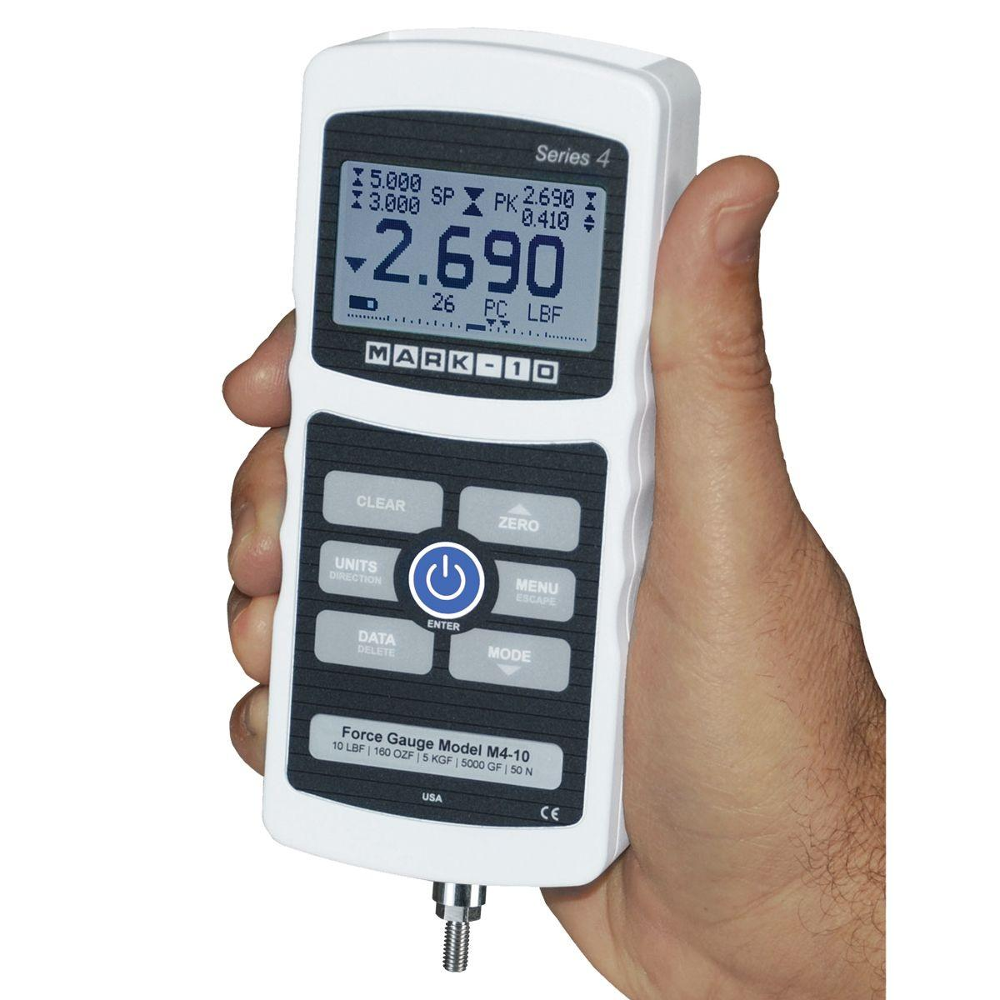 Series 4
5.000 SP PK 2.690
3.000 0.410
2.690
26 PC LBF
MARK-10
CLEAR
ZERO
UNITS
DIRECTION
MENU
ESCAPE
ENTER
DATA
DELETE
MODE
Force Gauge Model M4-10
10 LBF | 160 OZF | 5 KGF | 5000 GF | 50 N
USA
CE